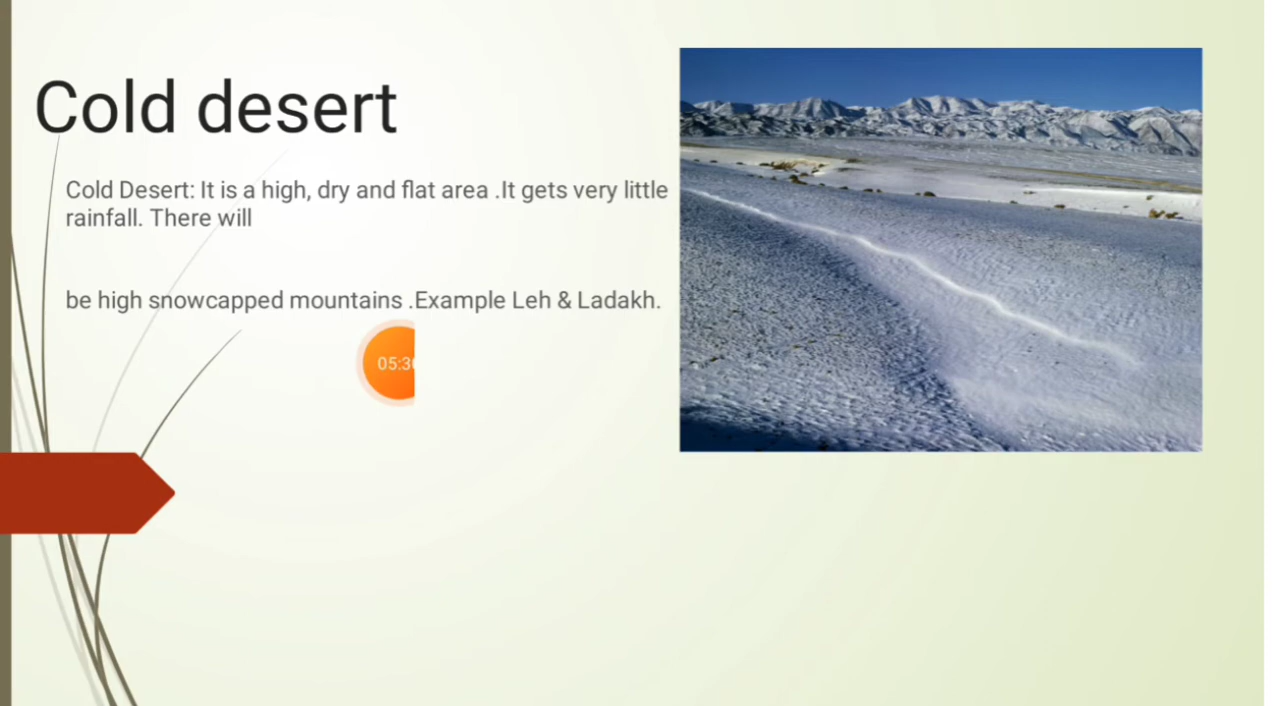 Cold desert
Cold Desert: It is a high, dry and flat area .It gets very little
rainfall. There will
be high snowcapped mountains .Example Leh & Ladakh.
05:3